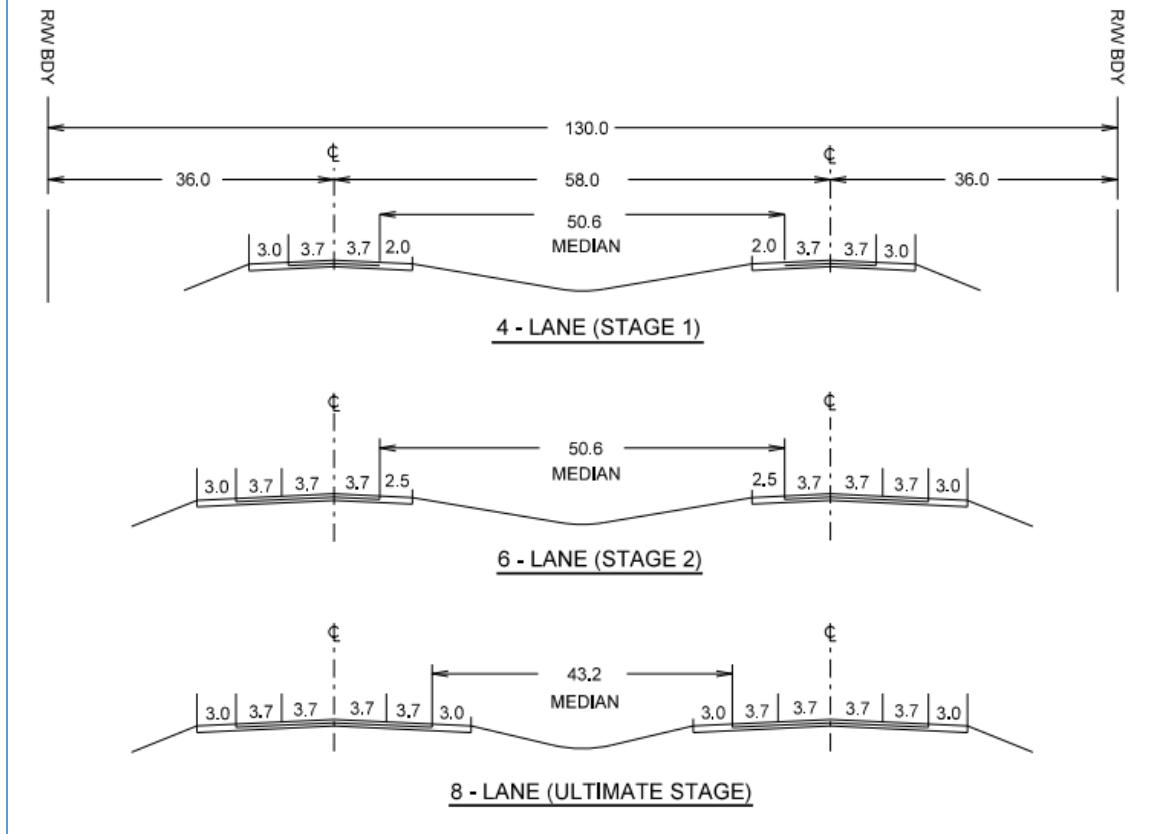 R/W BDY
R/W BDY
130.0
℄ ℄
36.0 58.0 36.0
50.6
MEDIAN
3.0 3.7 3.7 2.0 2.0 3.7 3.7 3.0
4 - LANE (STAGE 1)
℄ ℄
50.6
MEDIAN
3.0 3.7 3.7 3.7 2.5 2.5 3.7 3.7 3.7 3.0
6 - LANE (STAGE 2)
℄ ℄
43.2
MEDIAN
3.0 3.7 3.7 3.7 3.7 3.0 3.0 3.7 3.7 3.7 3.7 3.0
8 - LANE (ULTIMATE STAGE)